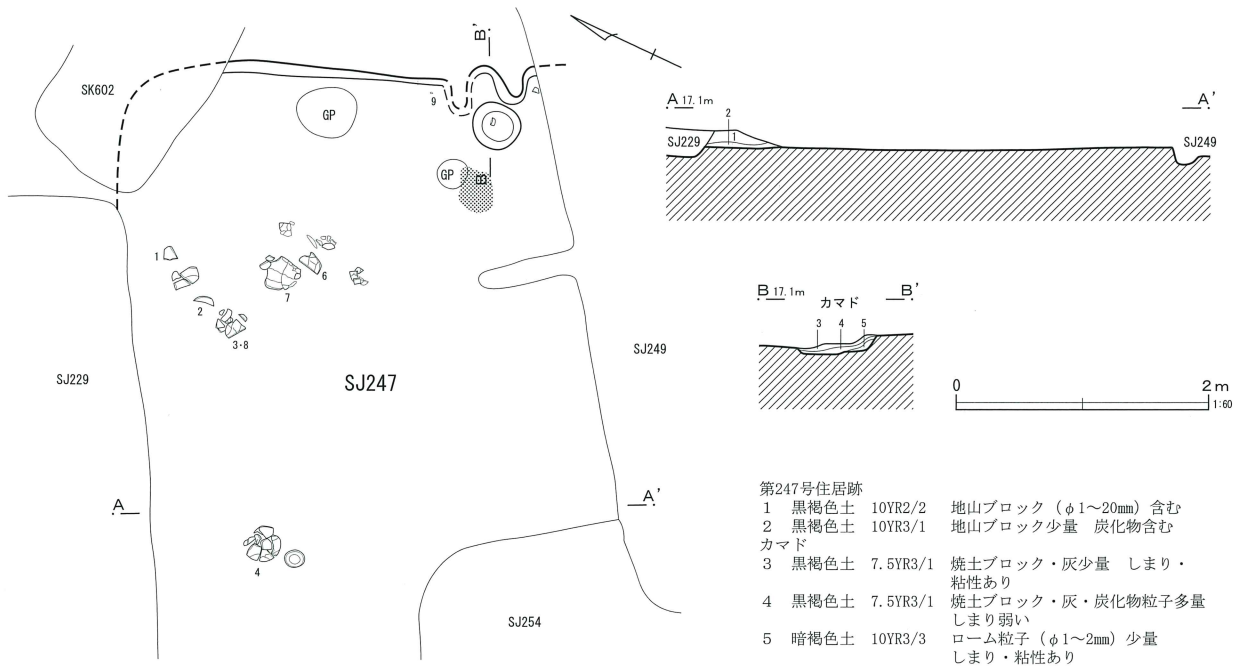 SK602
GP
9
B'
B
GP
1
2
3・8
7
6
SJ229
SJ247
SJ249
A
A'
4
SJ254
A 17.1m
A'
2
1
SJ229
SJ249
B 17.1m
カマド
B'
3 4 5
0
2m
1:60
第247号住居跡
1 黒褐色土 10YR2/2 地山ブロック（φ1～20mm）含む
2 黒褐色土 10YR3/1 地山ブロック少量 炭化物含む
カマド
3 黒褐色土 7.5YR3/1 焼土ブロック・灰少量 しまり・
粘性あり
4 黒褐色土 7.5YR3/1 焼土ブロック・灰・炭化物粒子多量
しまり弱い
5 暗褐色土 10YR3/3 ローム粒子（φ1～2mm）少量
しまり・粘性あり